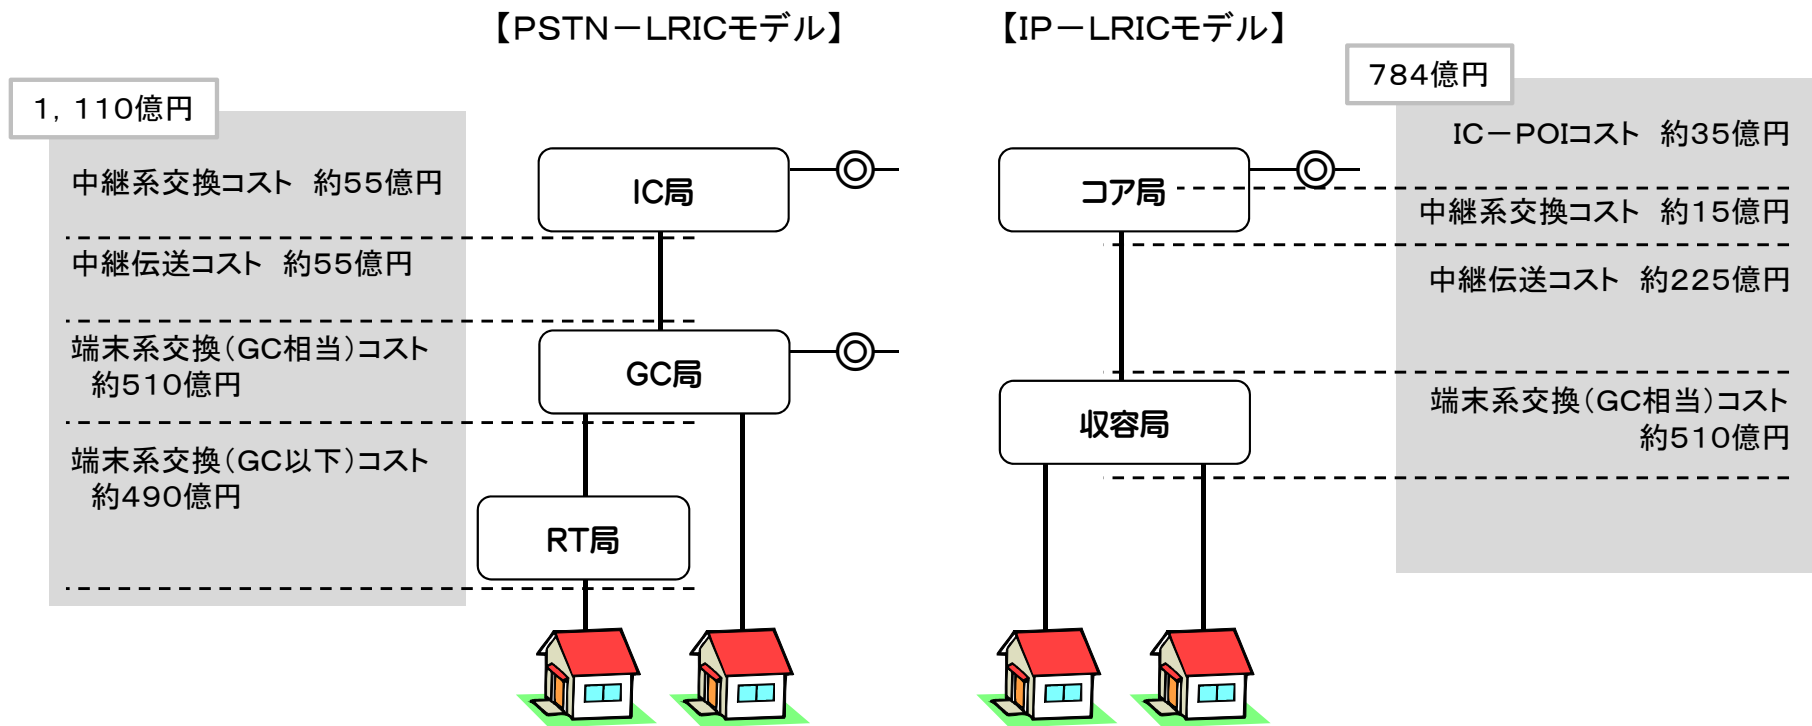 【PSTN－LRICモデル】
1，110億円
中継系交換コスト　約55億円
中継伝送コスト　約55億円
端末系交換（GC相当）コスト
約510億円
端末系交換（GC以下）コスト
約490億円
IC局
GC局
RT局
【IP－LRICモデル】
784億円
IC－POIコスト　約35億円
中継系交換コスト　約15億円
中継伝送コスト　約225億円
端末系交換（GC相当）コスト
約510億円
コア局
収容局